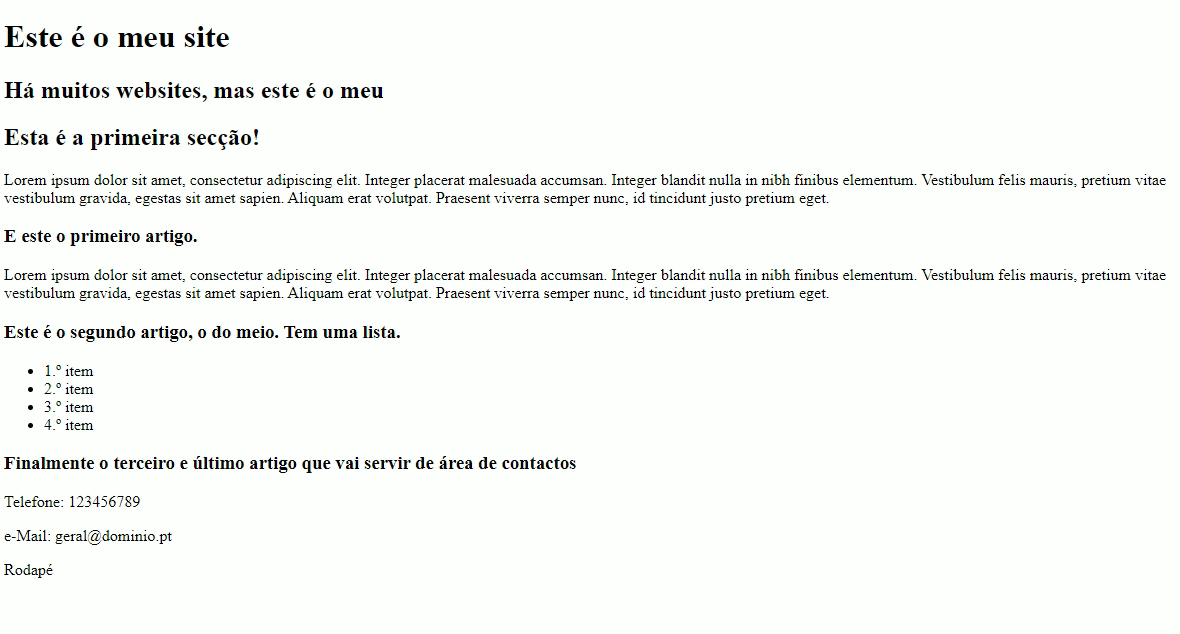 Este é o meu site
Há muitos websites, mas este é o meu
Esta é a primeira secção!
Lorem ipsum dolor sit amet, consectetur adipiscing elit. Integer placerat malesuada accumsan. Integer blandit nulla in nibh finibus elementum. Vestibulum felis mauris, pretium vitae
vestibulum gravida, egestas sit amet sapien. Aliquam erat volutpat. Praesent viverra semper nunc, id tincidunt justo pretium eget.
E este o primeiro artigo.
Lorem ipsum dolor sit amet, consectetur adipiscing elit. Integer placerat malesuada accumsan. Integer blandit nulla in nibh finibus elementum. Vestibulum felis mauris, pretium vitae
vestibulum gravida, egestas sit amet sapien. Aliquam erat volutpat. Praesent viverra semper nunc, id tincidunt justo pretium eget.
Este é o segundo artigo, o do meio. Tem uma lista.
• 1.º item
• 2.º item
• 3.º item
• 4.º item
Finalmente o terceiro e último artigo que vai servir de área de contactos
Telefone: 123456789
e-Mail: geral@dominio.pt
Rodapé